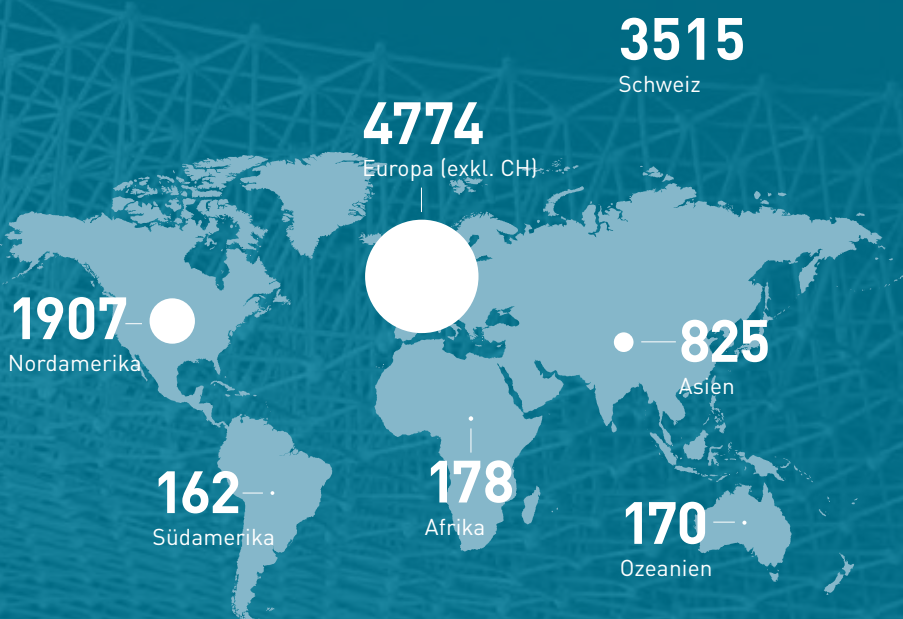 3515
Schweiz
4774
Europa (exkl. CH)
1907
Nordamerika
825
Asien
162
Südamerika
178
Afrika
170
Ozeanien